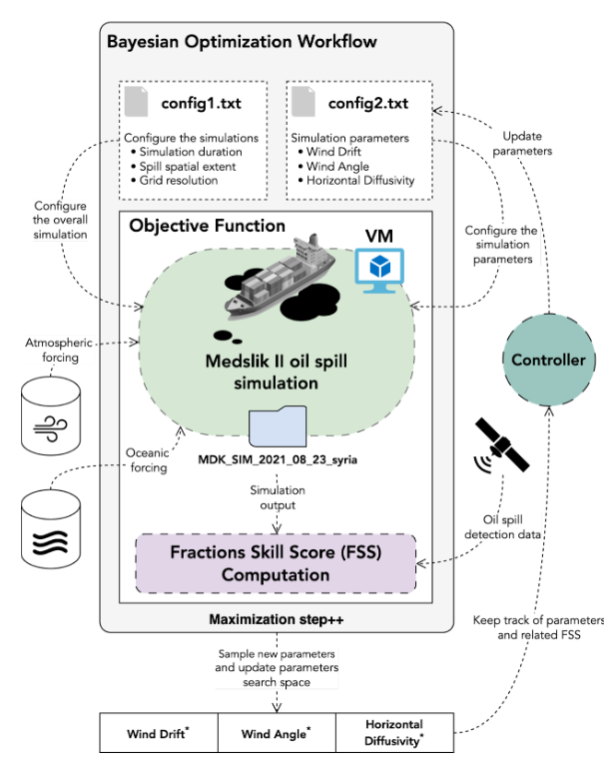 Bayesian Optimization Workflow
config1.txt
Configure the simulations
• Simulation duration
• Spill spatial extent
• Grid resolution
config2.txt
Simulation parameters
• Wind Drift
• Wind Angle
• Horizontal Diffusivity
Update
parameters
Configure
the overall
simulation
Configure the
simulation
parameters
Objective Function
VM
Medslik II oil spill
simulation
Atmospheric
forcing
Controller
MDK_SIM_2021_08_23_syria
Oceanic
forcing
Simulation
output
Oil spill
detection data
Fractions Skill Score (FSS)
Computation
Maximization step++
Keep track of parameters
and related FSS
Sample new parameters
and update parameters
search space
Wind Drift*
Wind Angle*
Horizontal
Diffusivity*